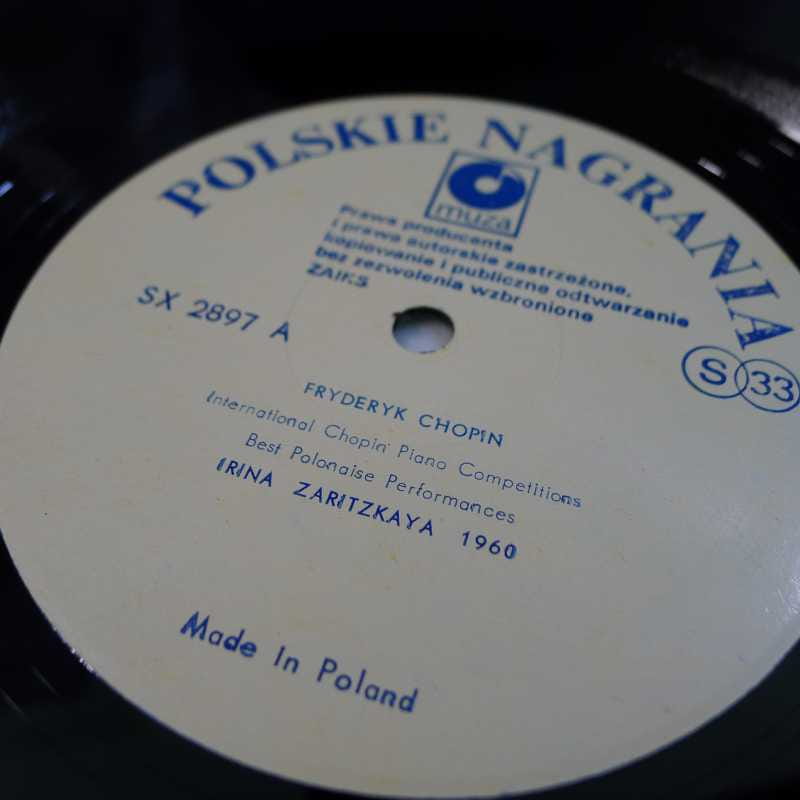 POLSKIE NAGRANIA
muza
Prawa producenta
i prawa autorskie zastrzeżone,
kopiowanie i publiczne odtwarzanie
bez zezwolenia wzbronione
ZAIKS
SX 2897 A
S 33
FRYDERYK CHOPIN
International Chopin Piano Competitions
Best Polonaise Performances
IRINA ZARITZKAYA 1960
Made in Poland